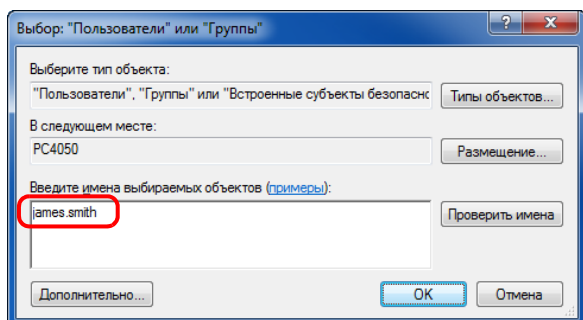 Выбор: "Пользователи" или "Группы"
Выберите тип объекта:
"Пользователи", "Группы" или "Встроенные субъекты безопасно
Типы объектов...
В следующем месте:
PC4050
Размещение...
Введите имена выбираемых объектов (примеры):
james.smith
Проверить имена
Дополнительно...
OK
Отмена